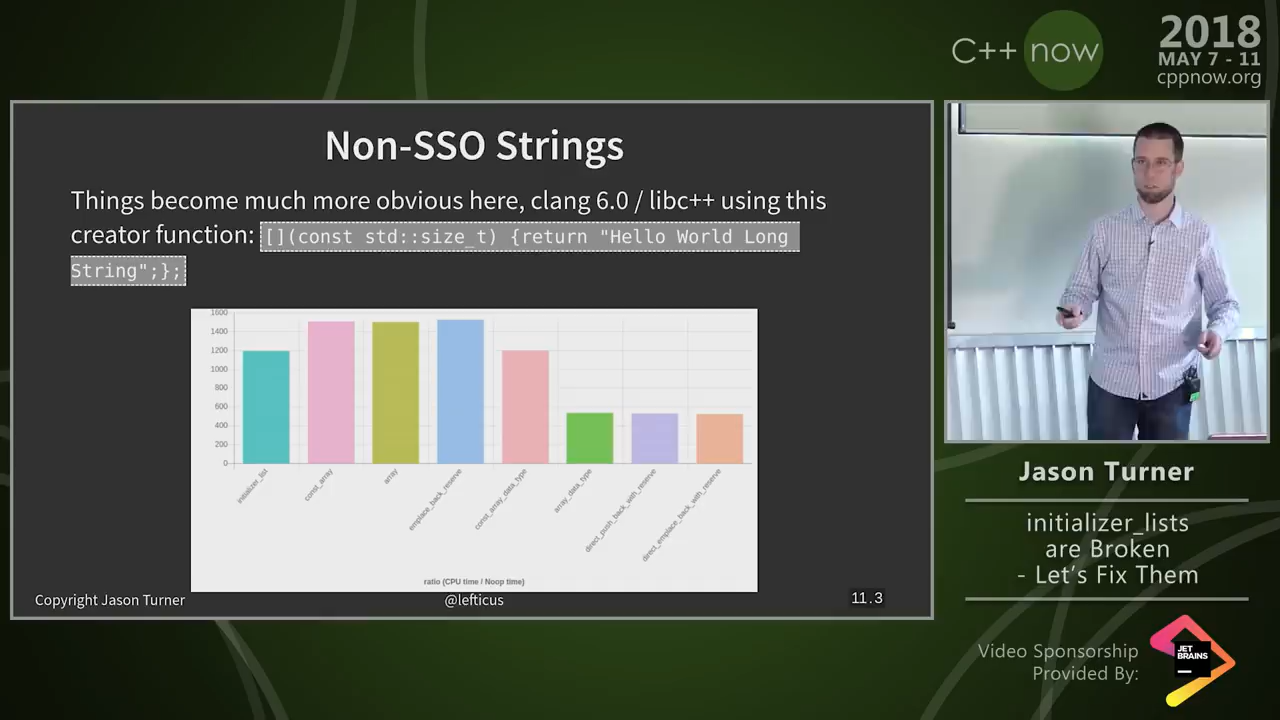 C++ now
2018
MAY 7 - 11
cppnow.org
Non-SSO Strings
Things become much more obvious here, clang 6.0 / libc++ using this
creator function: [](const std::size_t) {return "Hello World Long
String";};
1600
1400
1200
1000
800
600
400
200
0
initializer_list
const_array
array
emplace_back_reserve
const_array_data_type
array_data_type
direct_push_back_with_reserve
direct_emplace_back_with_reserve
ratio (CPU time / Noop time)
Copyright Jason Turner
@lefticus
11.3
Jason Turner
initializer_lists
are Broken
- Let's Fix Them
Video Sponsorship
Provided By:
JET
BRAINS